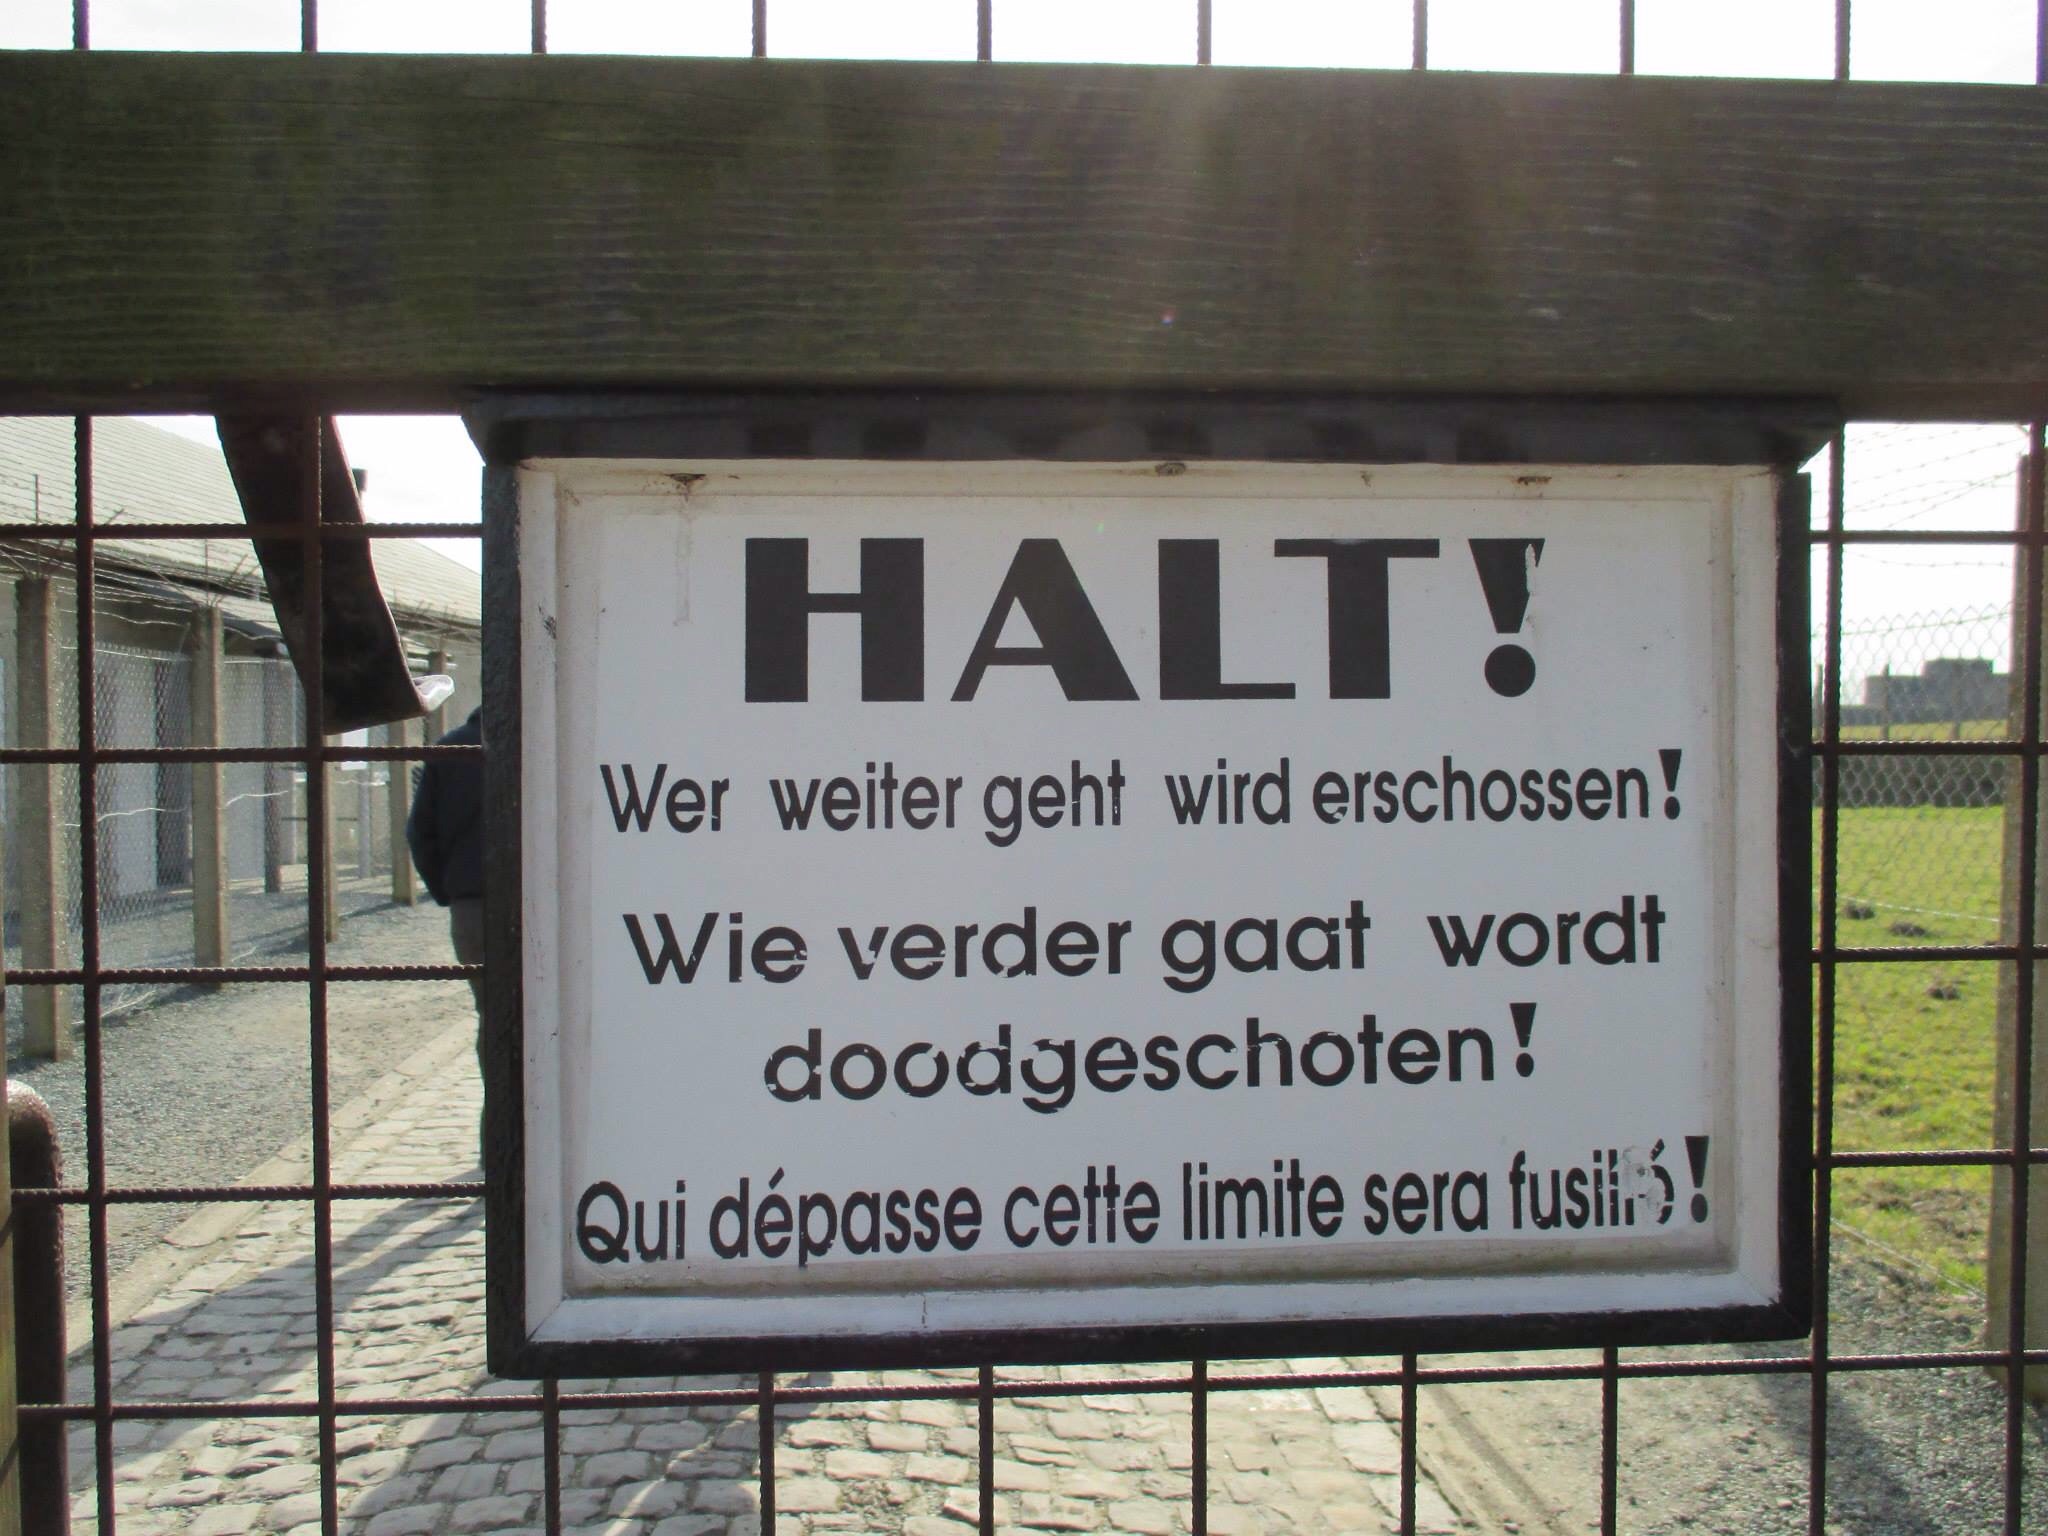 HALT!
Wer weiter geht wird erschossen!
Wie verder gaat wordt
doodgeschoten!
Qui dépasse cette limite sera fusillé!